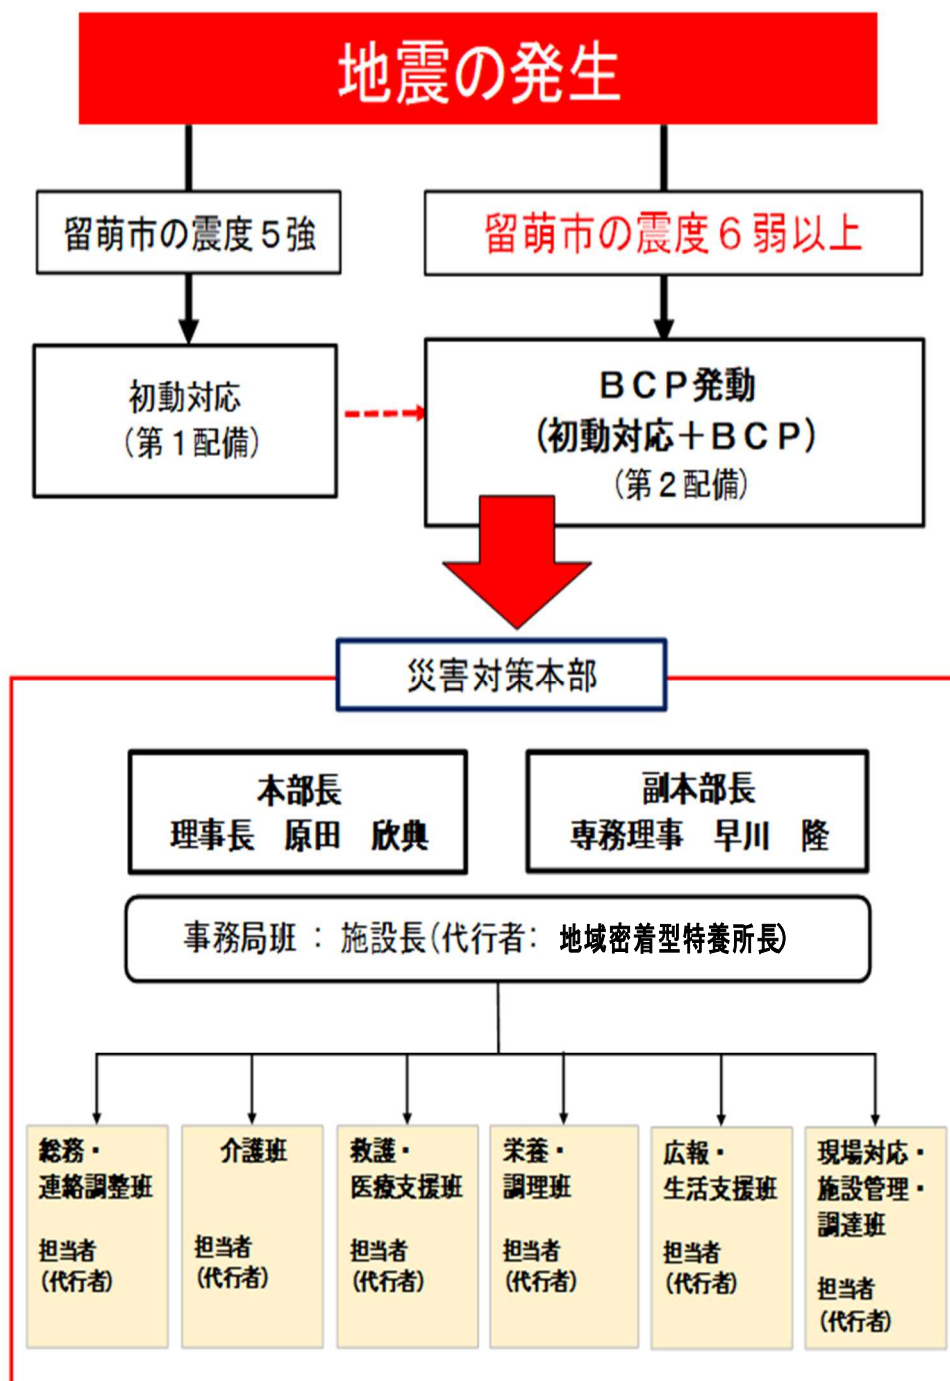 地震の発生
留萌市の震度５強
留萌市の震度６弱以上
初動対応
（第１配備）
ＢＣＰ発動
（初動対応＋ＢＣＰ）
（第２配備）
災害対策本部
本部長
理事長　原田　欣典
副本部長
専務理事　早川　隆
事務局班 ： 施設長（代行者： 地域密着型特養所長）
総務・
連絡調整班
担当者
（代行者）
介護班
担当者
（代行者）
救護・
医療支援班
担当者
（代行者）
栄養・
調理班
担当者
（代行者）
広報・
生活支援班
担当者
（代行者）
現場対応・
施設管理・
調達班
担当者
（代行者）